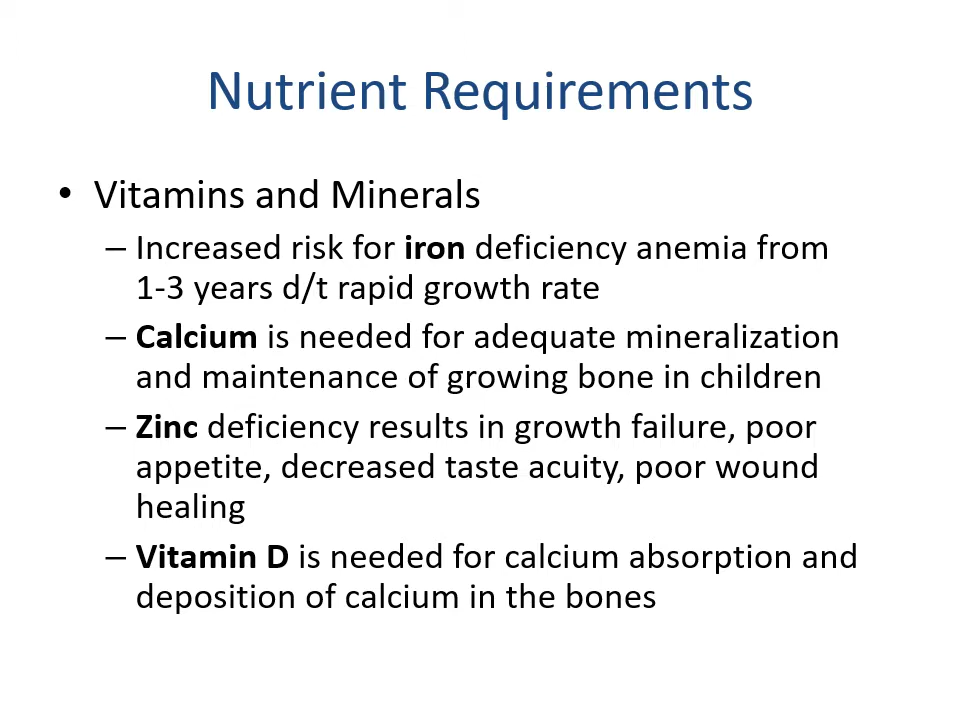 Nutrient Requirements
• Vitamins and Minerals
– Increased risk for iron deficiency anemia from
1-3 years d/t rapid growth rate
– Calcium is needed for adequate mineralization
and maintenance of growing bone in children
– Zinc deficiency results in growth failure, poor
appetite, decreased taste acuity, poor wound
healing
– Vitamin D is needed for calcium absorption and
deposition of calcium in the bones